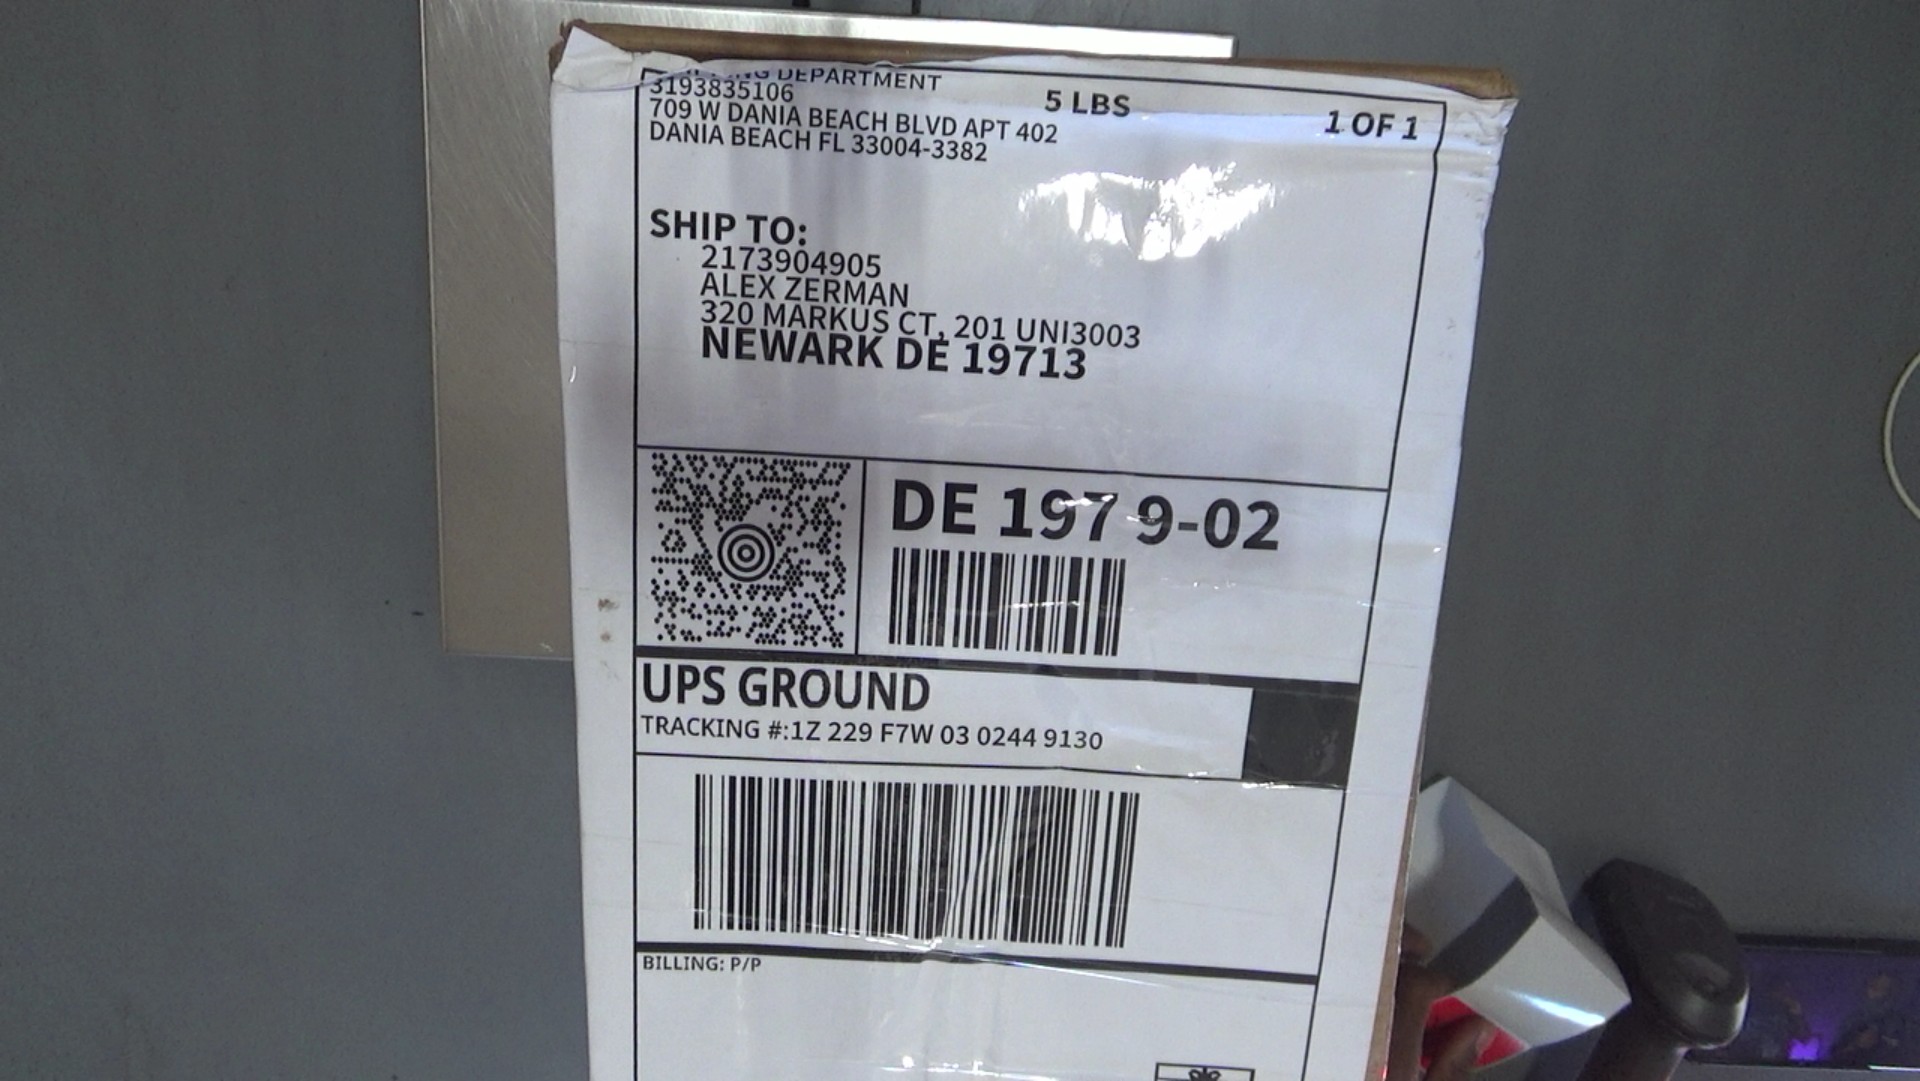 DEPARTMENT
3193835106
709 W DANIA BEACH BLVD APT 402
DANIA BEACH FL 33004-3382
5 LBS
1 OF 1
SHIP TO:
2173904905
ALEX ZERMAN
320 MARKUS CT, 201 UNI3003
NEWARK DE 19713
DE 197 9-02
UPS GROUND
TRACKING #:1Z 229 F7W 03 0244 9130
BILLING: P/P